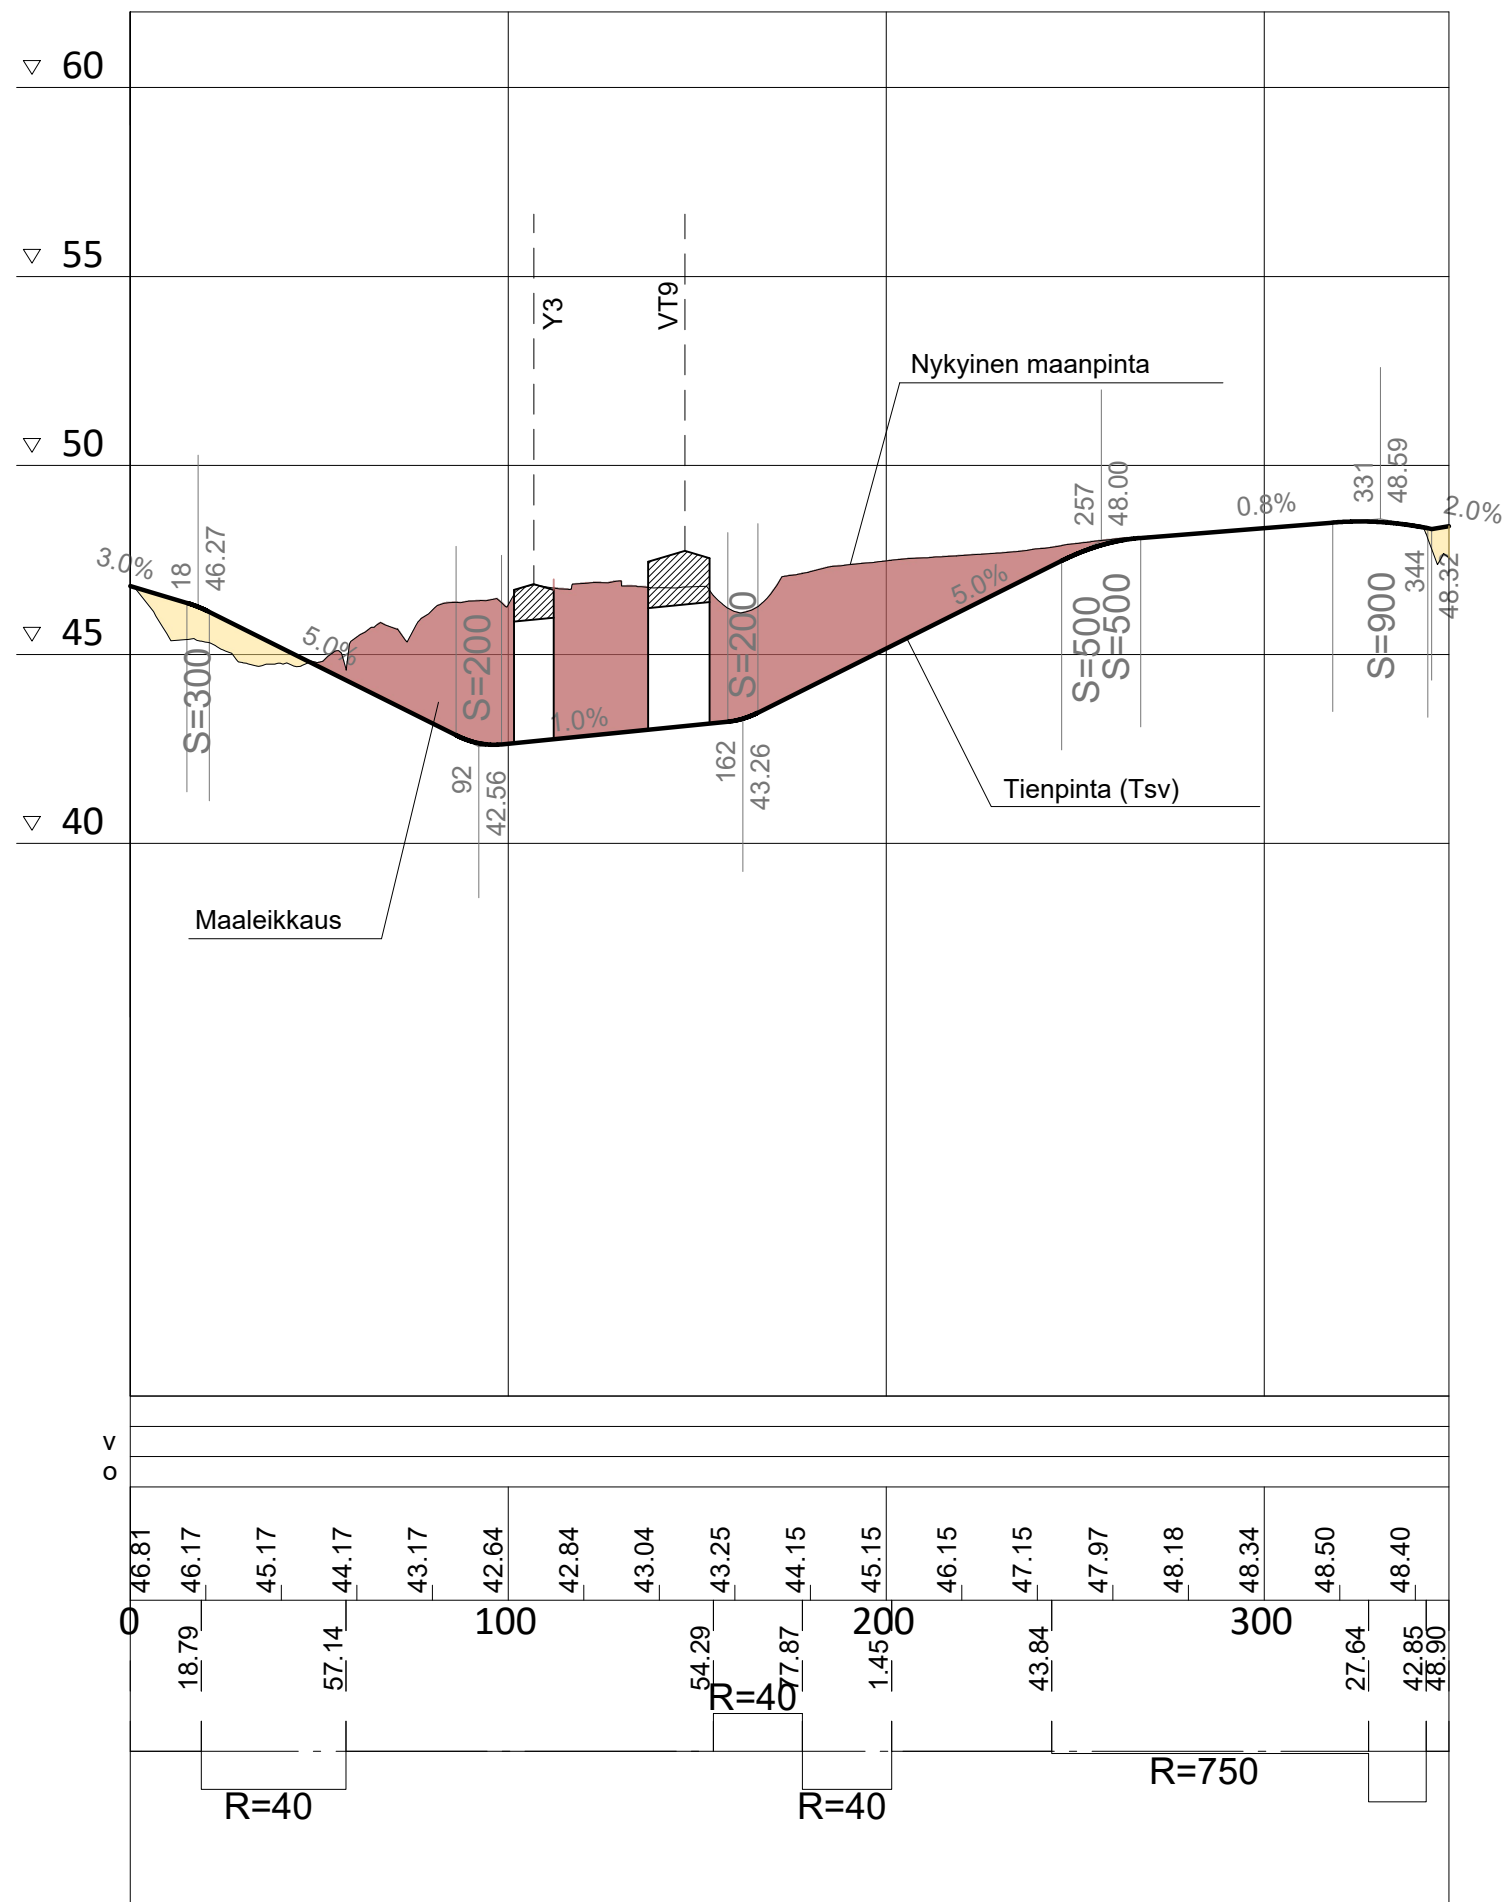 60
55
50
45
40
Y3
VT9
Nykyinen maanpinta
3.0%
18
46.27
S=300
5.0%
S=200
92
42.56
1.0%
S=200
162
43.26
5.0%
257
48.00
S=500
S=500
0.8%
331
48.59
S=900
344
48.32
2.0%
Tienpinta (Tsv)
Maaleikkaus
v
o
46.81 46.17 45.17 44.17 43.17 42.64 42.84 43.04 43.25 44.15 45.15 46.15 47.15 47.97 48.18 48.34 48.50 48.40
0 100 200 300
18.79 57.14 54.29 77.87 1.45 43.84 27.64 42.85 48.90
R=40
R=750
R=40 R=40